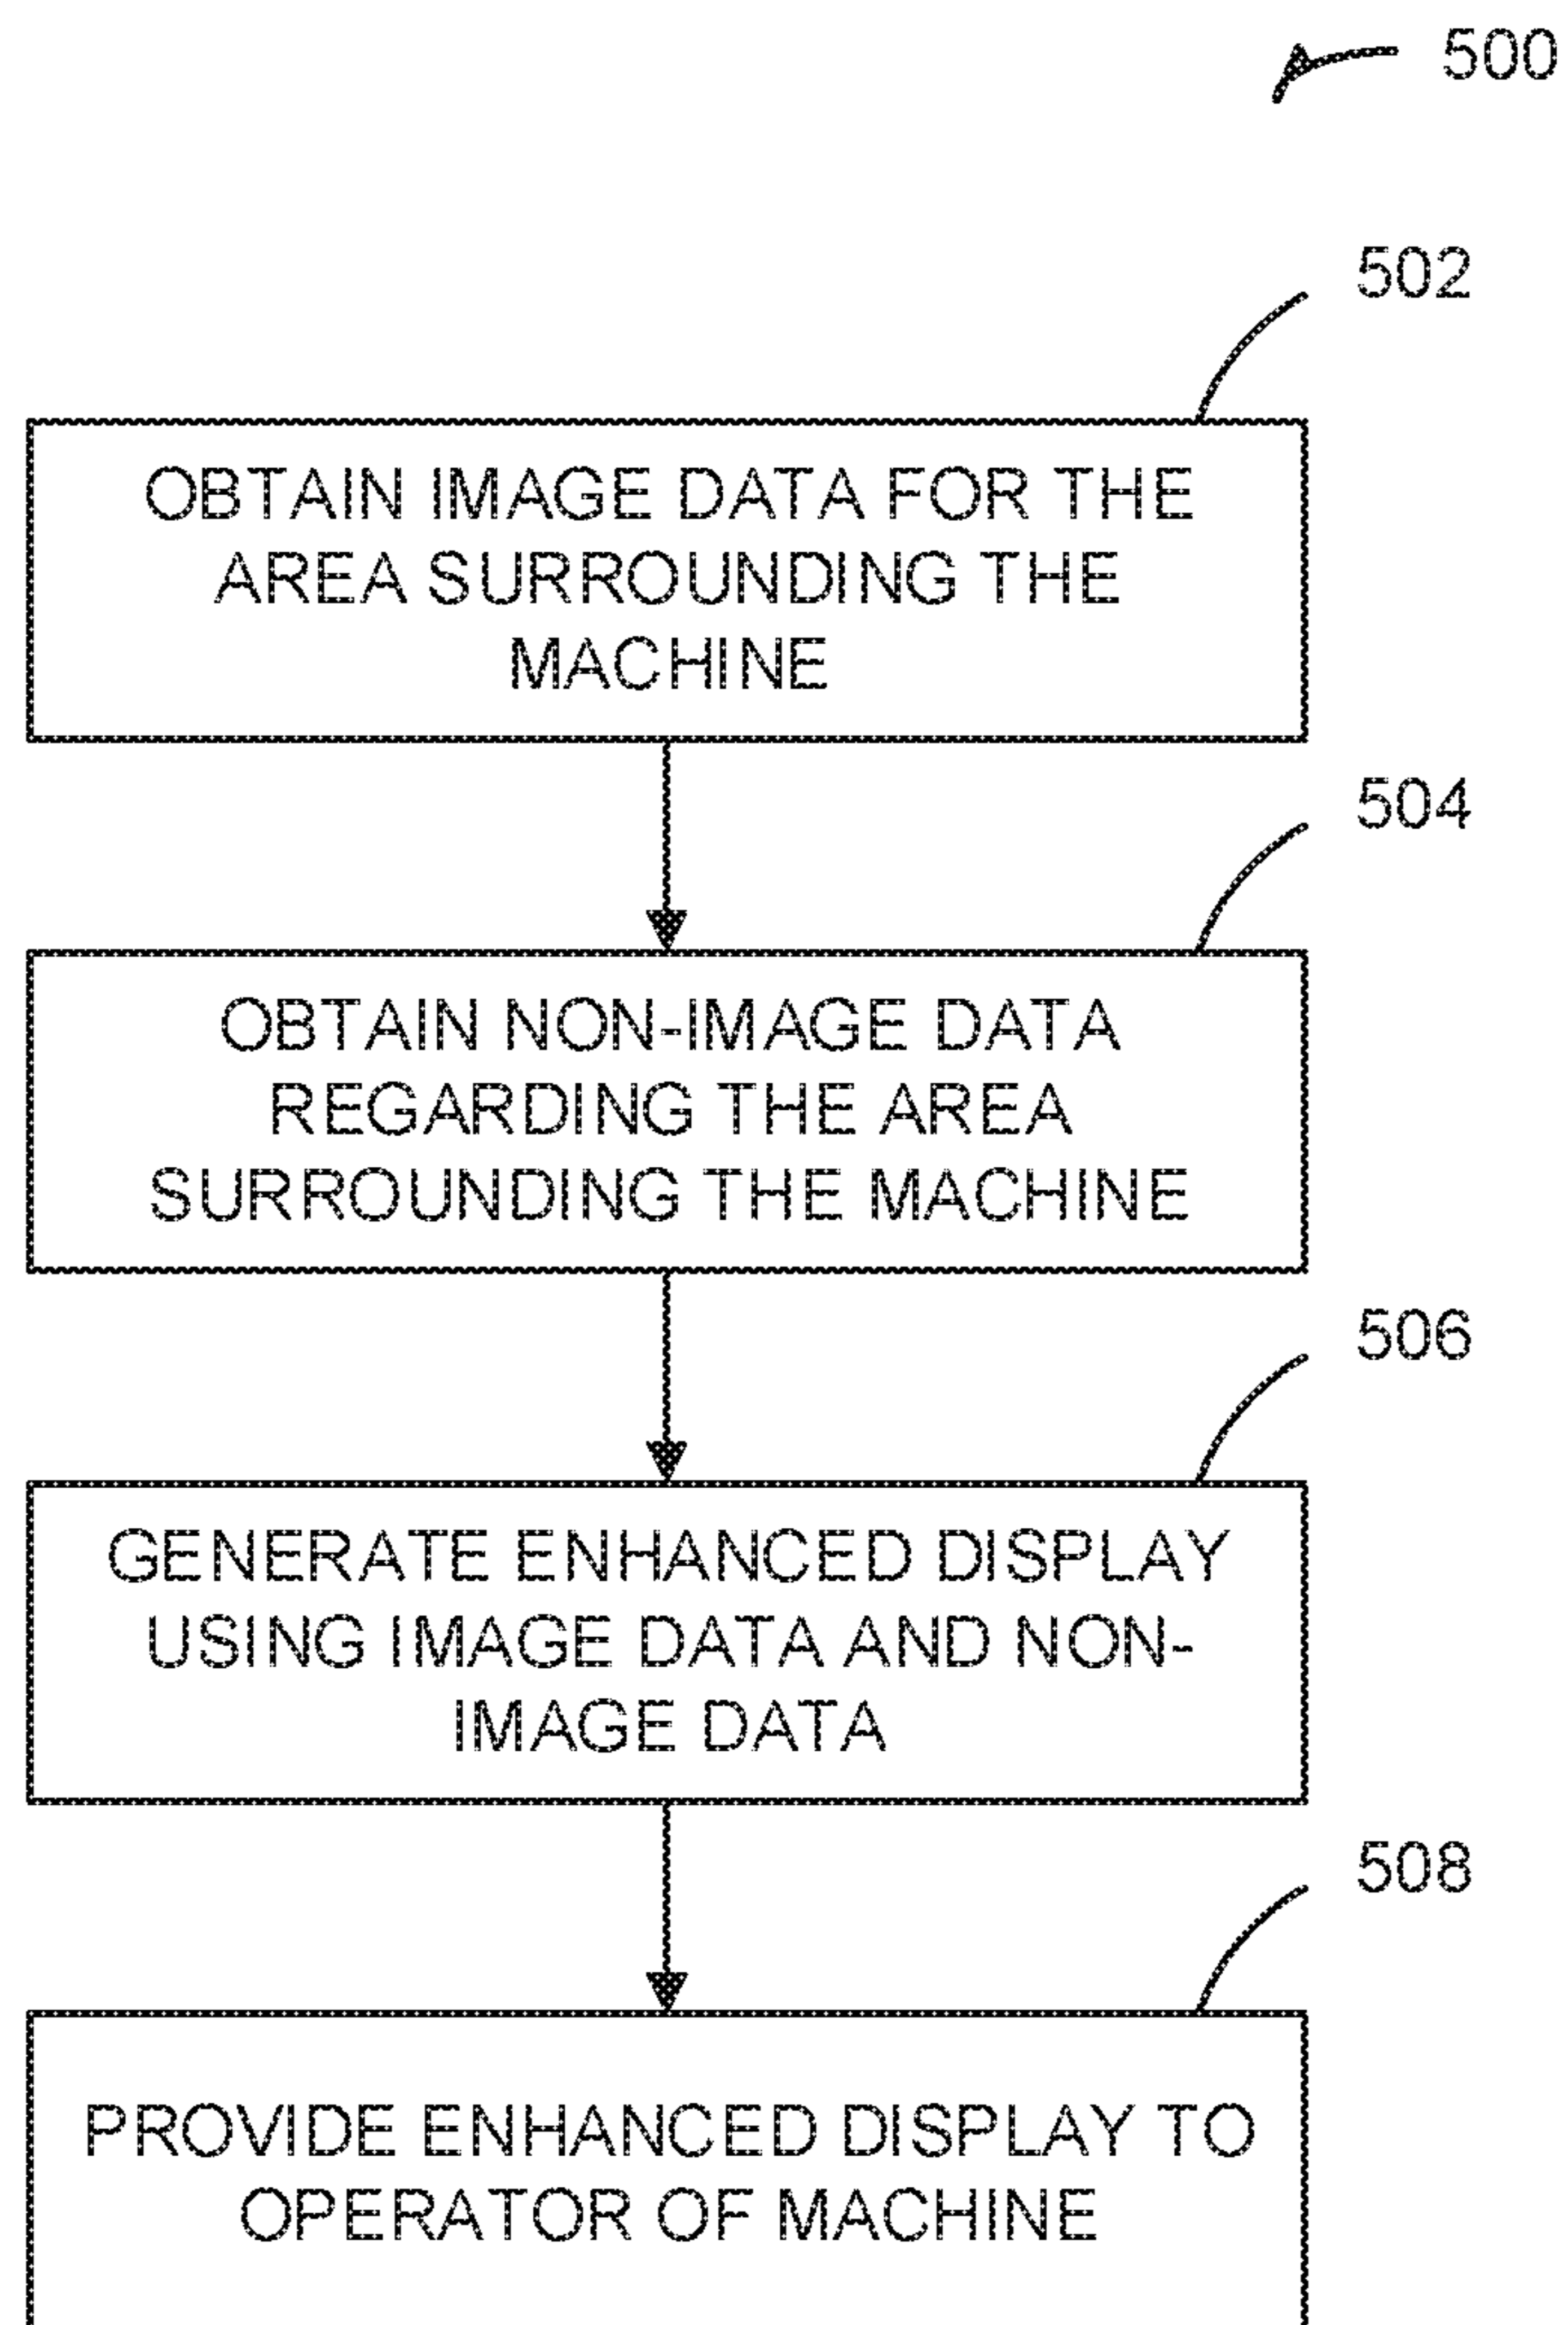 500
502
OBTAIN IMAGE DATA FOR THE
AREA SURROUNDING THE
MACHINE
504
OBTAIN NON-IMAGE DATA
REGARDING THE AREA
SURROUNDING THE MACHINE
506
GENERATE ENHANCED DISPLAY
USING IMAGE DATA AND NON-
IMAGE DATA
508
PROVIDE ENHANCED DISPLAY TO
OPERATOR OF MACHINE